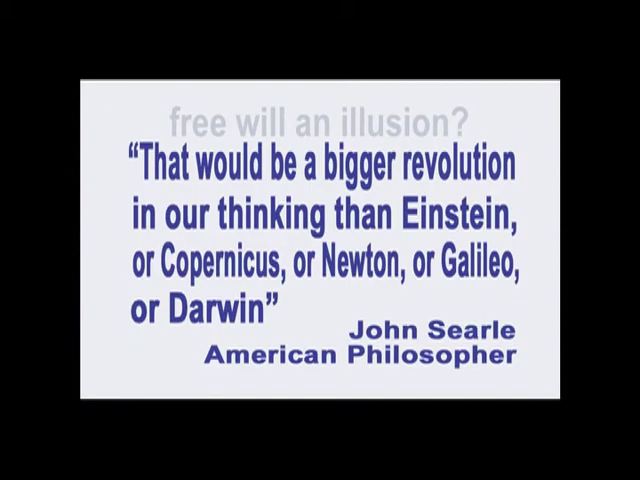 free will an illusion?
“That would be a bigger revolution
in our thinking than Einstein,
or Copernicus, or Newton, or Galileo,
or Darwin”
John Searle
American Philosopher